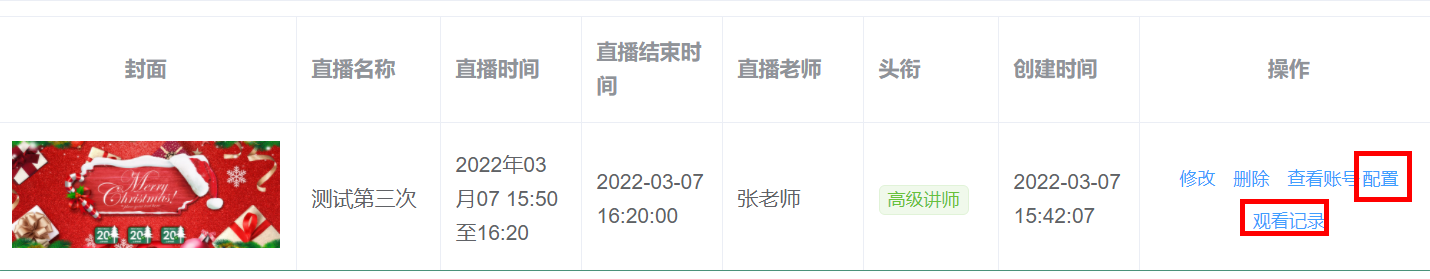 封面
直播名称
直播时间
直播结束时
间
直播老师
头衔
创建时间
操作
Merry
Christmas!
20
20
20
测试第三次
2022年03
月07 15:50
至16:20
2022-03-07
16:20:00
张老师
高级讲师
2022-03-07
15:42:07
修改 删除 查看账号 配置
观看记录